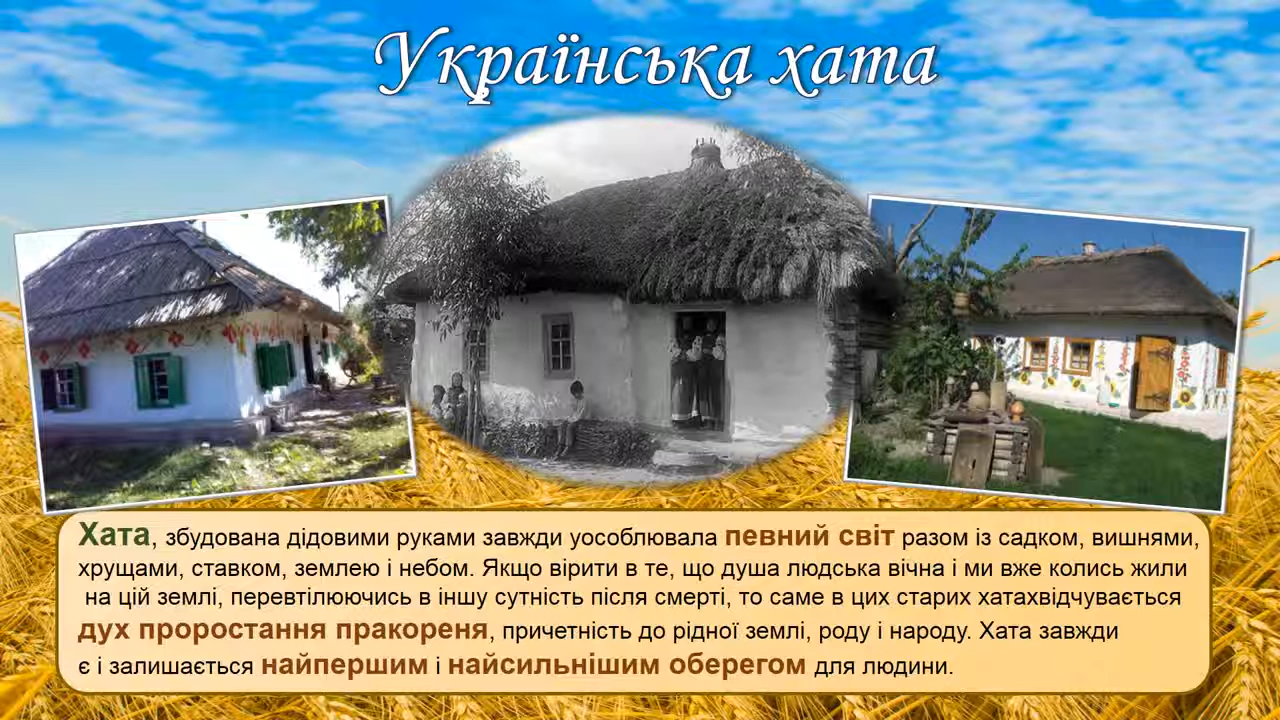 Українська хата
Хата, збудована дідовими руками завжди уособлювала певний світ разом із садком, вишнями,
хрущами, ставком, землею і небом. Якщо вірити в те, що душа людська вічна і ми вже колись жили
на цій землі, перевтілюючись в іншу сутність після смерті, то саме в цих старих хатахвідчувається
дух проростання пракореня, причетність до рідної землі, роду і народу. Хата завжди
є і залишається найпершим і найсильнішим оберегом для людини.